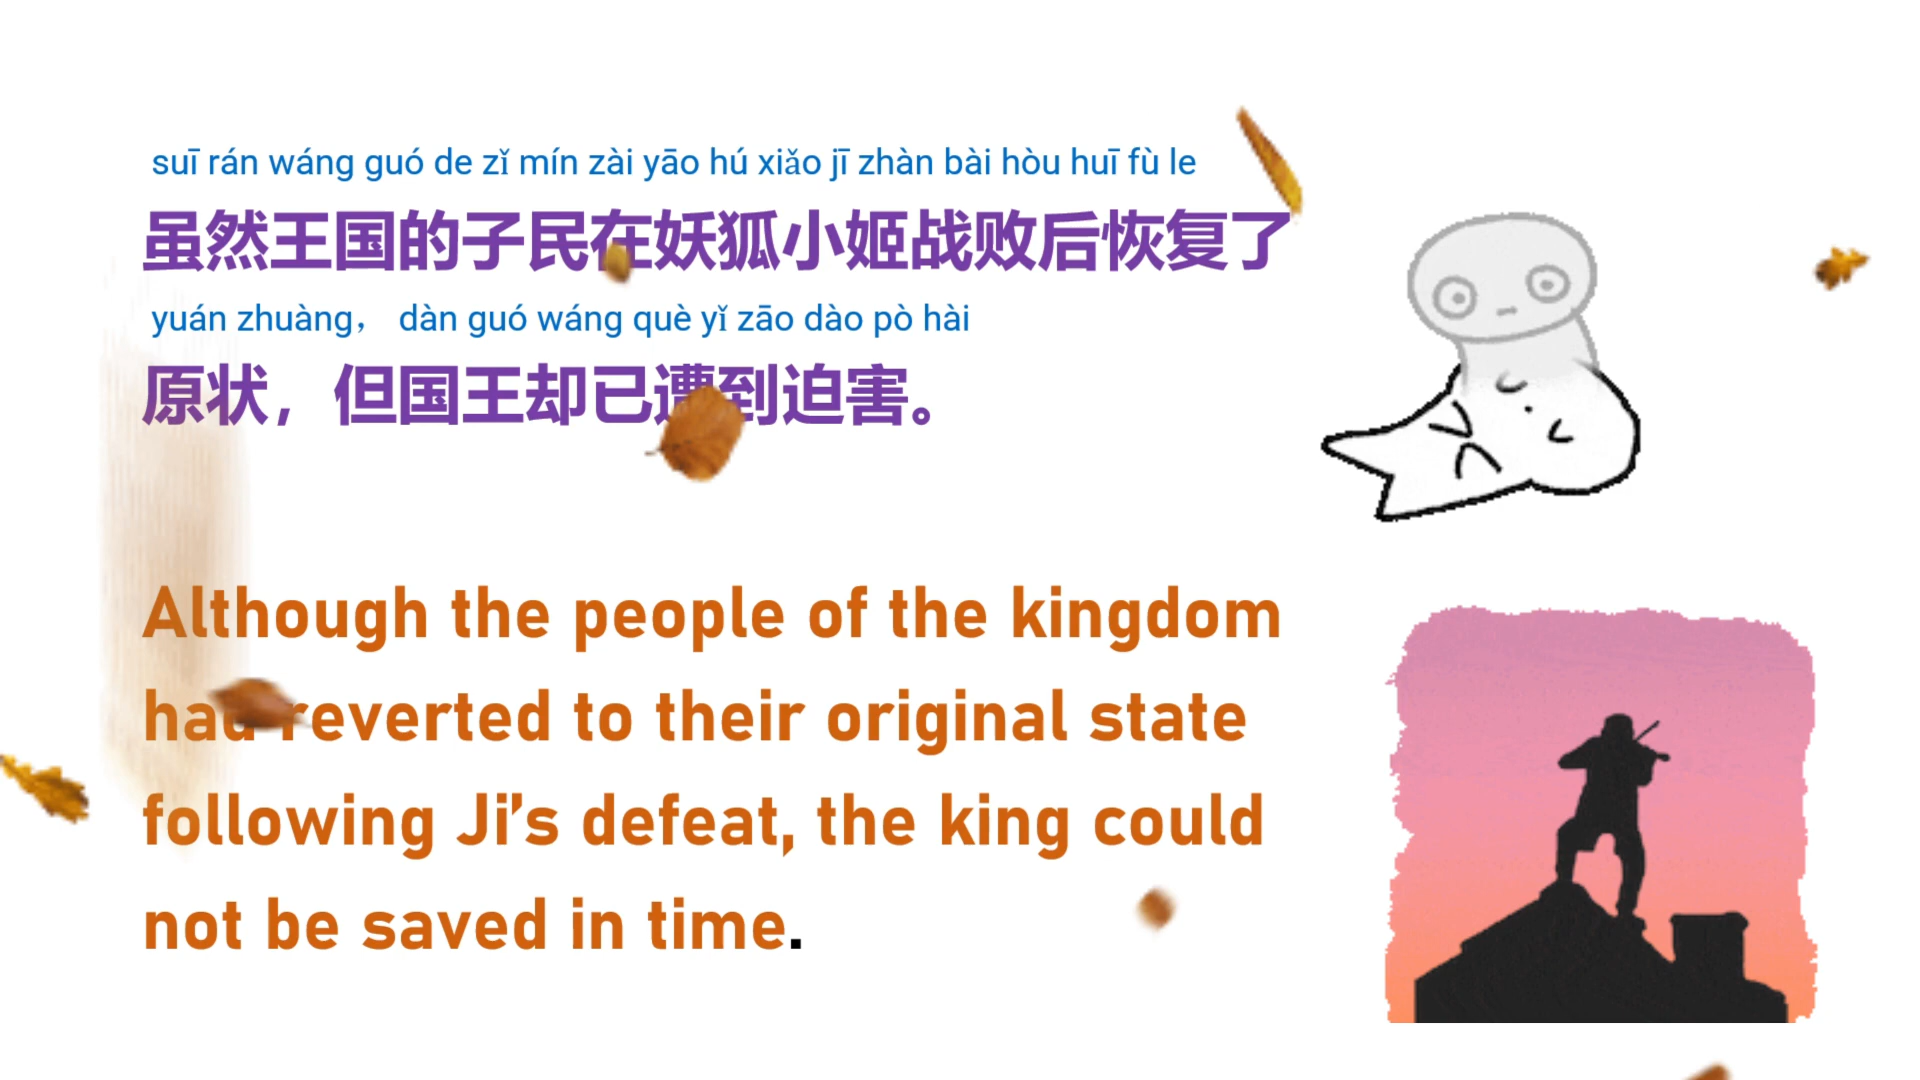 suī rán wáng guó de zǐ mín zài yāo hú xiǎo jī zhàn bài hòu huī fù le
虽然王国的子民在妖狐小姬战败后恢复了
yuán zhuàng， dàn guó wáng què yǐ zāo dào pò hài
原状，但国王却已遭到迫害。
Although the people of the kingdom
had reverted to their original state
following Ji’s defeat, the king could
not be saved in time.